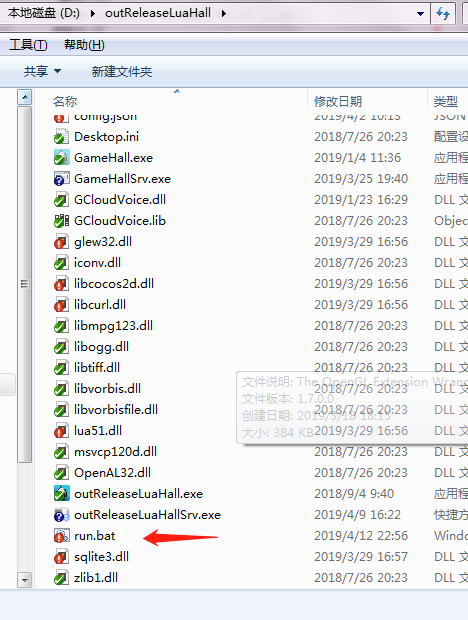 本地磁盘 (D:) ▸ outReleaseLuaHall ▸
工具(T) 帮助(H)
共享 新建文件夹
名称 修改日期 类型
config.json 2019/4/2 10:13 JSON
Desktop.ini 2018/7/26 20:23 配置设
GameHall.exe 2019/1/4 11:36 应用程
GameHallSrv.exe 2019/3/25 19:40 应用程
GCloudVoice.dll 2019/1/23 16:29 DLL 文
GCloudVoice.lib 2018/7/26 20:23 Objec
glew32.dll 2019/3/29 16:56 DLL 文
iconv.dll 2018/7/26 20:23 DLL 文
libcocos2d.dll 2019/3/29 16:56 DLL 文
libcurl.dll 2019/3/29 16:56 DLL 文
libmpg123.dll 2018/7/26 20:23 DLL 文
libogg.dll 2018/7/26 20:23 DLL 文
libtiff.dll 2018/7/26 20:23 DLL 文
libvorbis.dll 2018/7/26 20:23 DLL 文
libvorbisfile.dll 2018/7/26 20:23 DLL 文
lua51.dll 2019/3/29 16:56 DLL 文
msvcp120d.dll 2018/7/26 20:23 DLL 文
OpenAL32.dll 2018/7/26 20:23 DLL 文
outReleaseLuaHall.exe 2018/9/4 9:40 应用程
outReleaseLuaHallSrv.exe 2019/4/9 16:22 快捷方
run.bat 2019/4/12 22:56 Windo
sqlite3.dll 2019/3/29 16:57 DLL 文
zlib1.dll 2018/7/26 20:23 DLL 文
文件说明: The OpenGL Extension Wrang
文件版本: 1.7.0.0
创建日期: 2019/3/18 18:15
大小: 384 KB